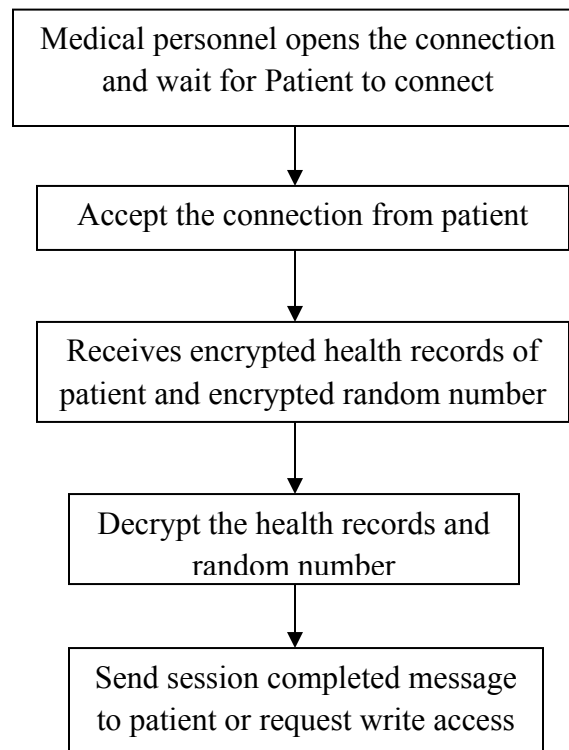 Medical personnel opens the connection
and wait for Patient to connect
Accept the connection from patient
Receives encrypted health records of
patient and encrypted random number
Decrypt the health records and
random number
Send session completed message
to patient or request write access